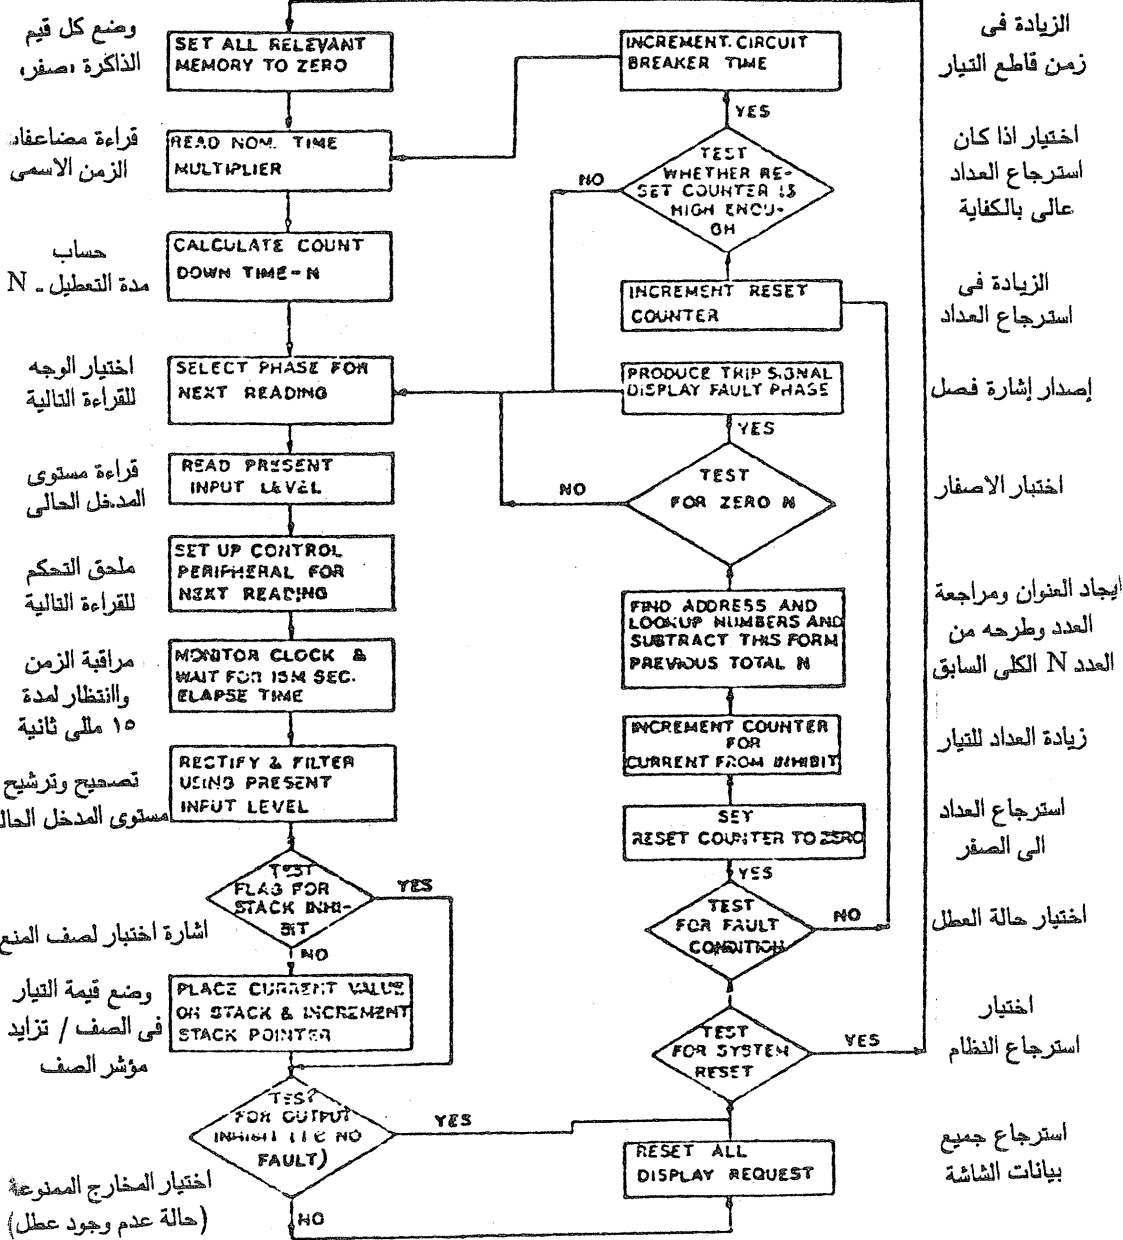 وضع كل قيم
الذاكرة «صفر»
SET ALL RELEVANT
MEMORY TO ZERO
قراءة مضاعفات
الزمن الاسمى
READ NOM. TIME
MULTIPLIER
حساب
مدة التعطيل - N
CALCULATE COUNT
DOWN TIME - N
اختيار الوجه
للقراءة التالية
SELECT PHASE FOR
NEXT READING
قراءة مستوى
المدخل الحالى
READ PRESENT
INPUT LEVEL
ملحق التحكم
للقراءة التالية
SET UP CONTROL
PERIPHERAL FOR
NEXT READING
مراقبة الزمن
واانتظار لمدة
١٥ مللى ثانية
MONITOR CLOCK &
WAIT FOR 15M SEC.
ELAPSE TIME
تصحيح وترشيح
مستوى المدخل الحال
RECTIFY & FILTER
USING PRESENT
INPUT LEVEL
TEST
FLAG FOR
STACK INHI-
BIT
YES
NO
اشارة اختبار لصف المنع
وضع قيمة التيار
فى الصف / تزايد
مؤشر الصف
PLACE CURRENT VALUE
ON STACK & INCREMENT
STACK POINTER
TEST
FOR OUTPUT
INHIBIT (I E NO
FAULT)
YES
NO
اختيار المخارج الممنوعة
(حالة عدم وجود عطل)
INCREMENT. CIRCUIT
BREAKER TIME
الزيادة فى
زمن قاطع التيار
YES
TEST
WHETHER RE-
SET COUNTER IS
HIGH ENOU-
GH
NO
اختيار اذا كان
استرجاع العداد
عالى بالكفاية
INCREMENT RESET
COUNTER
الزيادة فى
استرجاع العداد
PRODUCE TRIP SIGNAL
DISPLAY FAULT PHASE
إصدار إشارة فصل
YES
TEST
FOR ZERO N
NO
اختبار الاصفار
FIND ADDRESS AND
LOOKUP NUMBERS AND
SUBTRACT THIS FORM
PREVIOUS TOTAL N
ايجاد العنوان ومراجعة
العدد وطرحه من
العدد N الكلى السابق
INCREMENT COUNTER
FOR
CURRENT FROM INHIBIT
زيادة العداد للتيار
SET
RESET COUNTER TO ZERO
استرجاع العداد
الى الصفر
YES
TEST
FOR FAULT
CONDITION
NO
اختيار حالة العطل
TEST
FOR SYSTEM
RESET
YES
اختيار
استرجاع النظام
RESET ALL
DISPLAY REQUEST
استرجاع جميع
بيانات الشاشة